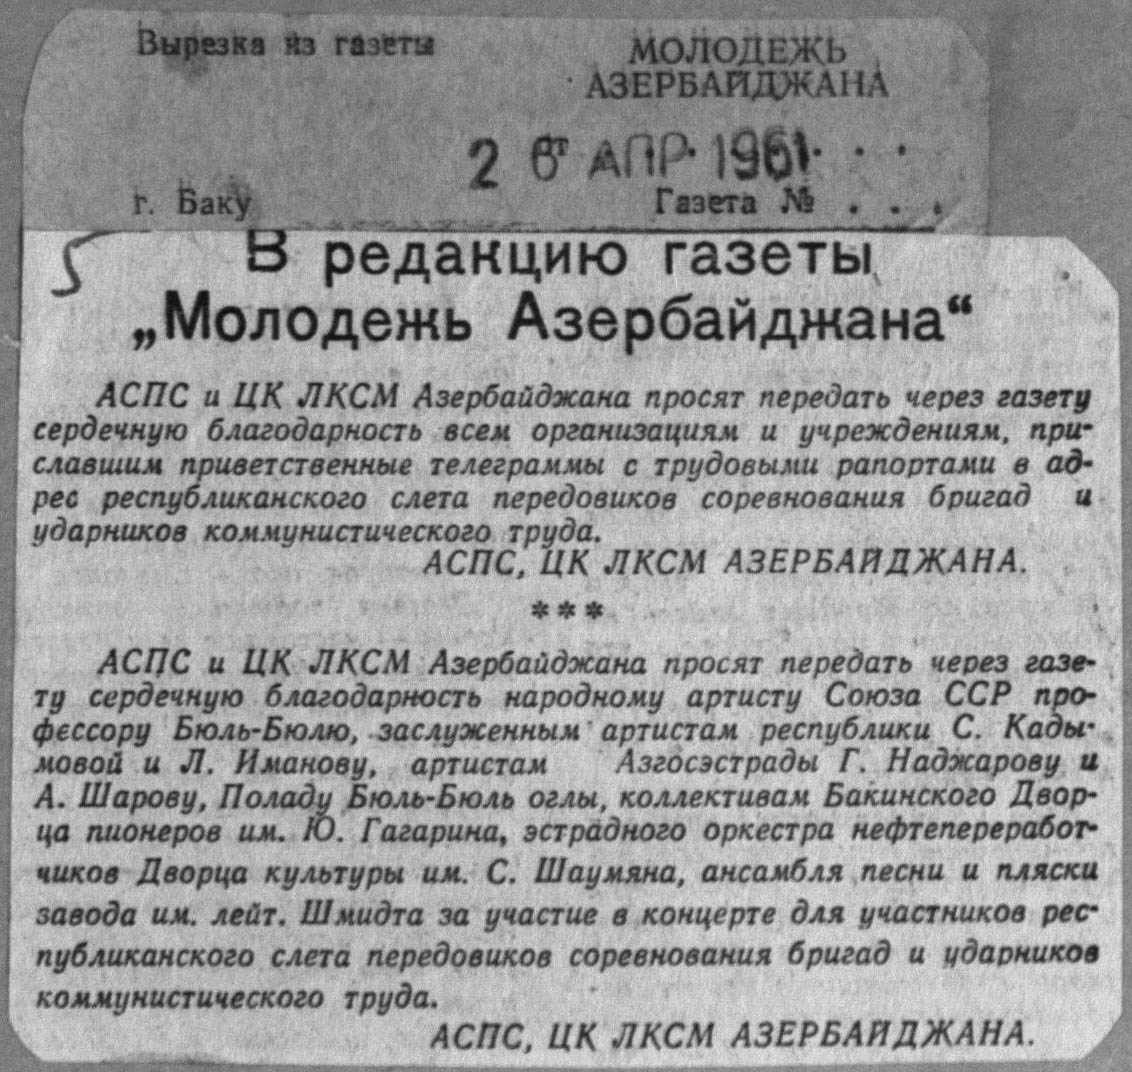 Вырезка из газеты
МОЛОДЕЖЬ
АЗЕРБАЙДЖАНА
от
2 6 АПР 1961
г. Баку
Газета № . . .
В редакцию газеты
„Молодежь Азербайджана“
АСПС и ЦК ЛКСМ Азербайджана просят передать через газету
сердечную благодарность всем организациям и учреждениям, при-
славшим приветственные телеграммы с трудовыми рапортами в ад-
рес республиканского слета передовиков соревнования бригад и
ударников коммунистического труда.
АСПС, ЦК ЛКСМ АЗЕРБАЙДЖАНА.
***
АСПС и ЦК ЛКСМ Азербайджана просят передать через газе-
ту сердечную благодарность народному артисту Союза ССР про-
фессору Бюль-Бюлю, заслуженным артистам республики С. Кады-
мовой и Л. Иманову, артистам Азгосэстрады Г. Наджарову и
А. Шарову, Поладу Бюль-Бюль оглы, коллективам Бакинского Двор-
ца пионеров им. Ю. Гагарина, эстрадного оркестра нефтепереработ-
чиков Дворца культуры им. С. Шаумяна, ансамбля песни и пляски
завода им. лейт. Шмидта за участие в концерте для участников рес-
публиканского слета передовиков соревнования бригад и ударников
коммунистического труда.
АСПС, ЦК ЛКСМ АЗЕРБАЙДЖАНА.